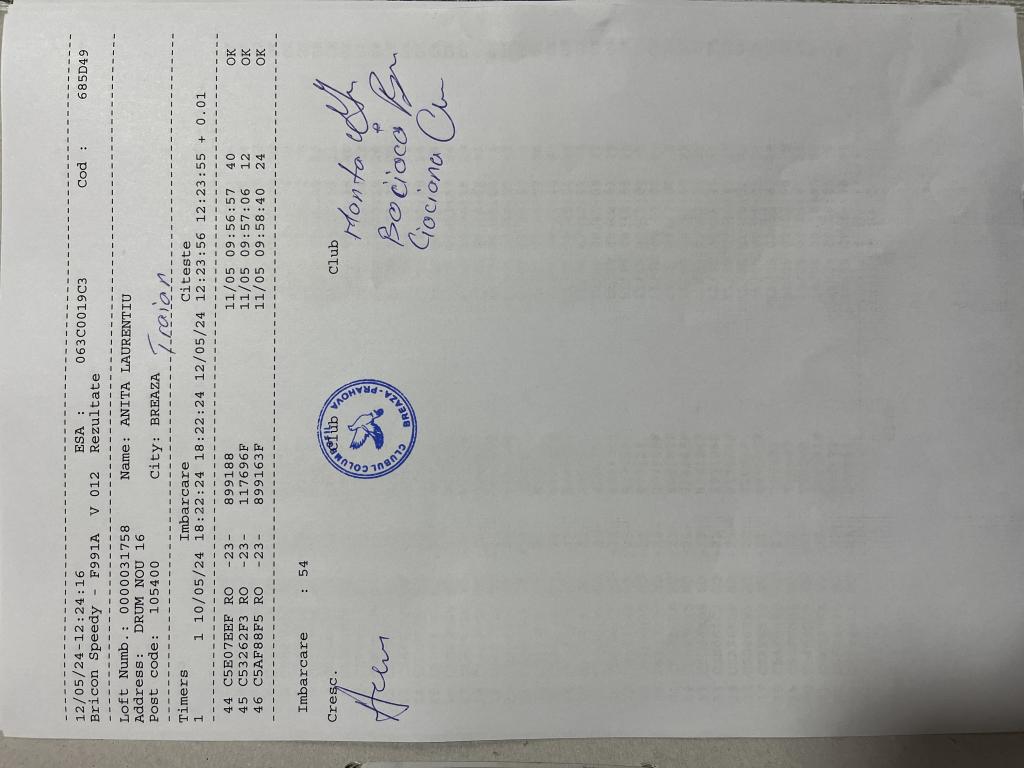 12/05/24-12:24:16 ESA : 063C0019C3 Cod : 685D49
Bricon Speedy - F991A V 012 Rezultate
Loft Numb.: 0000031758 Name: ANITA LAURENTTU
Address: DRUM NOU 16
Post code: 105400 City: BREAZA Traian
Timers Imbarcare Citeste
1 1 10/05/24 18:22:24 18:22:24 12/05/24 12:23:56 12:23:55 + 0.01
44 C5E07EEF RO -23- 899188 11/05 09:56:57 40 OK
45 C53262F3 RO -23- 117696F 11/05 09:57:06 12 OK
46 C5AF88F5 RO -23- 899163F 11/05 09:58:40 24 OK
Imbarcare : 54
Cresc. Club Club
CLUBUL COLUMBOFIL
BREAZA-PRAHOVA
Bocioaca
Ciociana